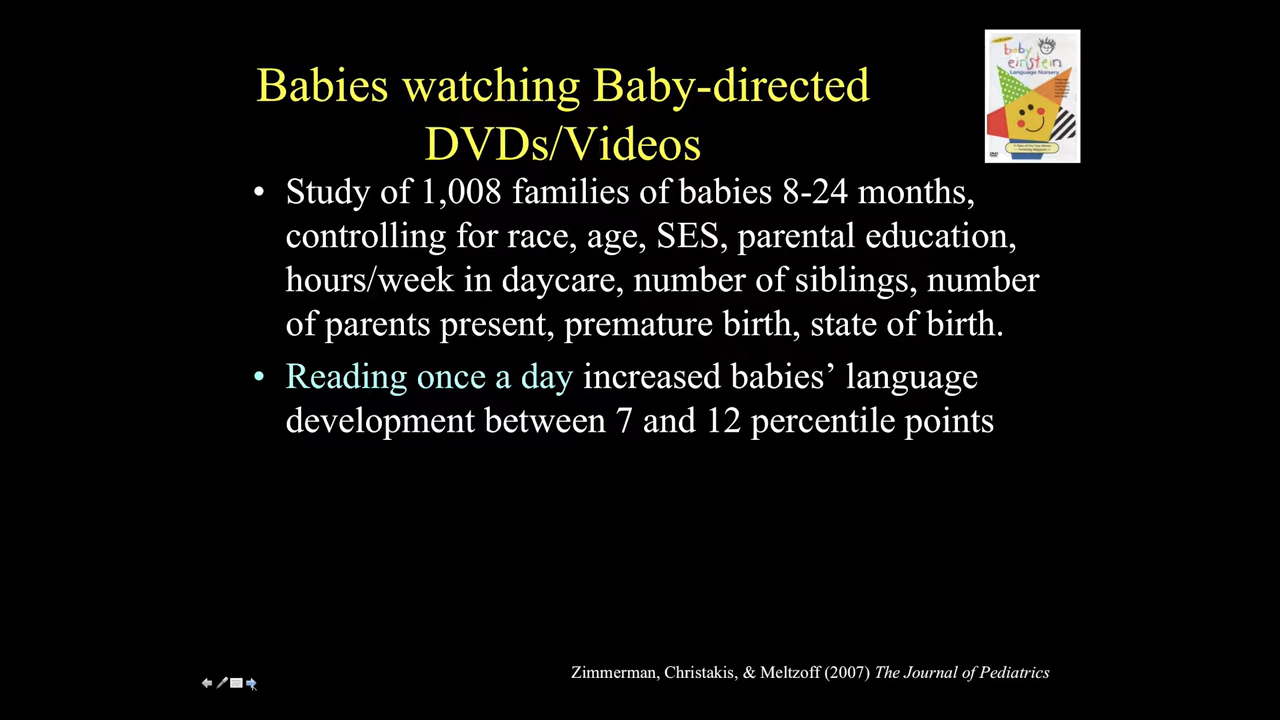 Babies watching Baby-directed
DVDs/Videos
baby
einstein
Language Nursery
• Study of 1,008 families of babies 8-24 months,
controlling for race, age, SES, parental education,
hours/week in daycare, number of siblings, number
of parents present, premature birth, state of birth.
• Reading once a day increased babies’ language
development between 7 and 12 percentile points
Zimmerman, Christakis, & Meltzoff (2007) The Journal of Pediatrics